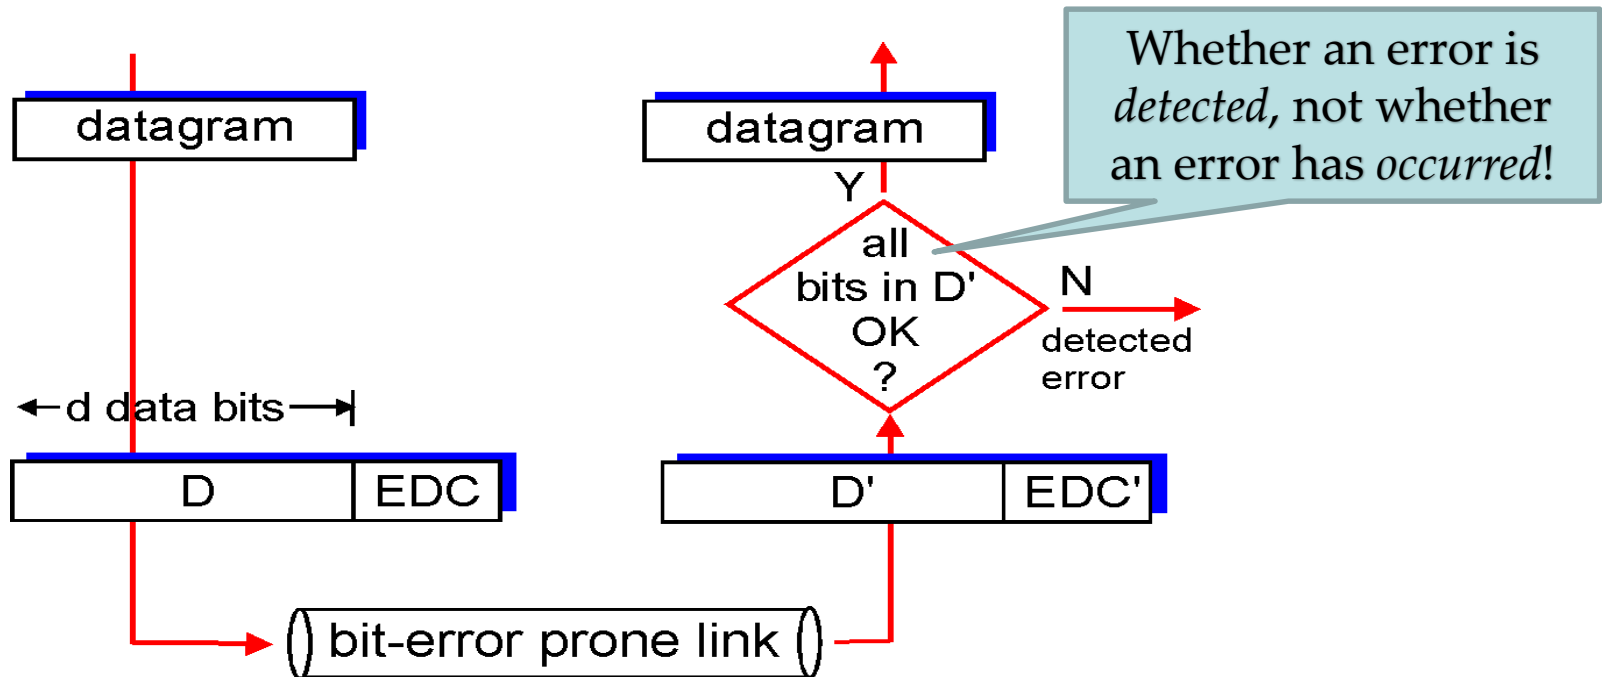 datagram
d data bits
D
EDC
bit-error prone link
D'
EDC'
all
bits in D'
OK
?
Y
N
detected
error
datagram
Whether an error is
detected, not whether
an error has occurred!